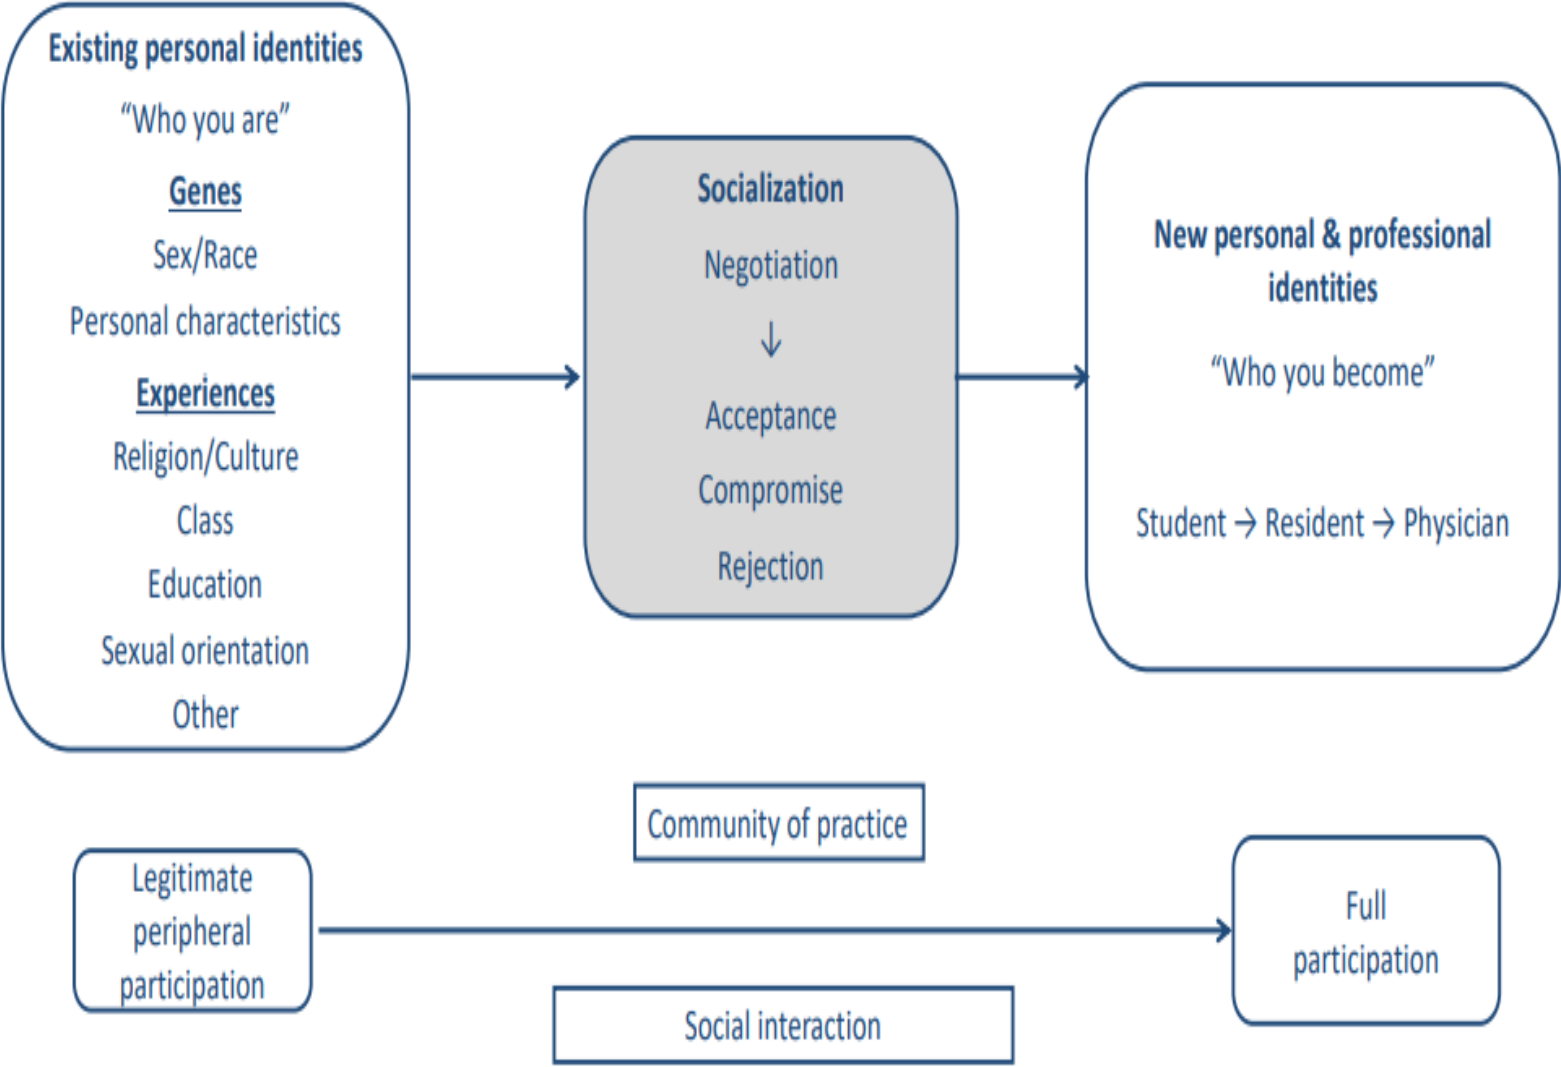 Existing personal identities
“Who you are”
Genes
Sex/Race
Personal characteristics
Experiences
Religion/Culture
Class
Education
Sexual orientation
Other
Socialization
Negotiation
↓
Acceptance
Compromise
Rejection
New personal & professional
identities
“Who you become”
Student → Resident → Physician
Community of practice
Legitimate
peripheral
participation
Full
participation
Social interaction